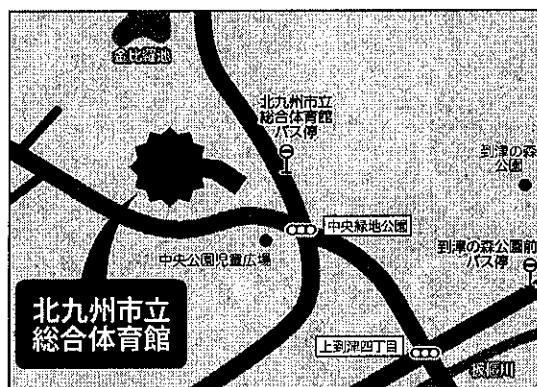 金比羅池
北九州市立
総合体育館
バス停
到津の森
公園
中央緑地公園
中央公園児童広場
到津の森公園前
バス停
北九州市立
総合体育館
上到津四丁目
板櫃川